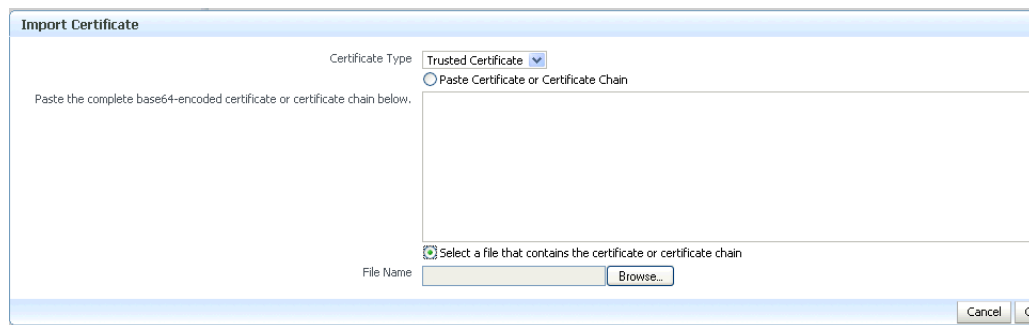 Import Certificate
Certificate Type Trusted Certificate
Paste Certificate or Certificate Chain
Paste the complete base64-encoded certificate or certificate chain below.
Select a file that contains the certificate or certificate chain
File Name Browse...
Cancel